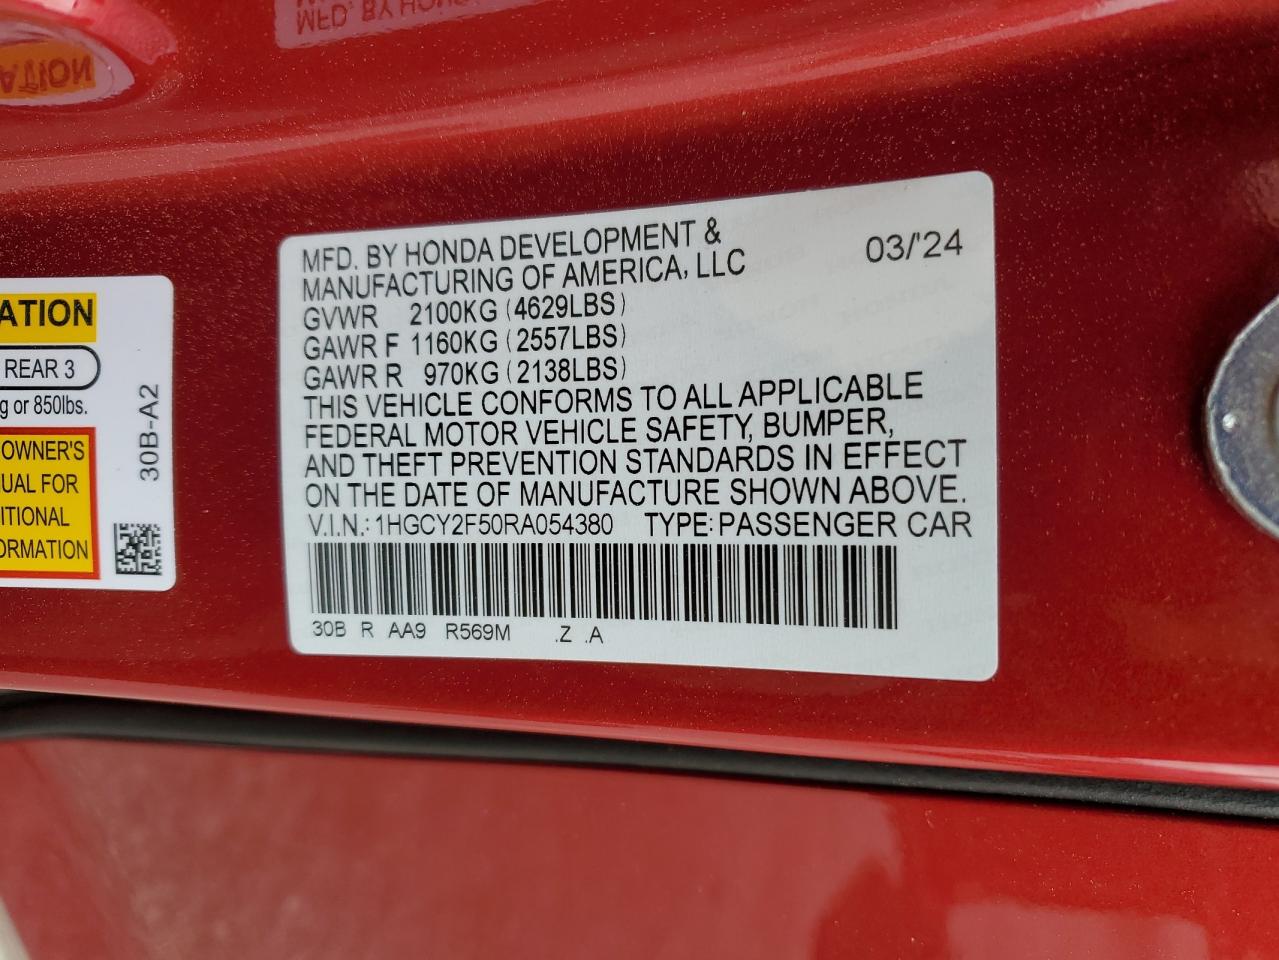 MFD. BY HONDA DEVELOPMENT &
MANUFACTURING OF AMERICA, LLC
03/'24
GVWR 2100KG (4629LBS)
GAWR F 1160KG (2557LBS)
GAWR R 970KG (2138LBS)
THIS VEHICLE CONFORMS TO ALL APPLICABLE
FEDERAL MOTOR VEHICLE SAFETY, BUMPER,
AND THEFT PREVENTION STANDARDS IN EFFECT
ON THE DATE OF MANUFACTURE SHOWN ABOVE.
V.I.N.: 1HGCY2F50RA054380 TYPE: PASSENGER CAR
30B R AA9 R569M .Z .A
ATION
REAR 3
g or 850lbs.
OWNER'S
UAL FOR
ITIONAL
ORMATION
30B-A2
MFD. BY HON